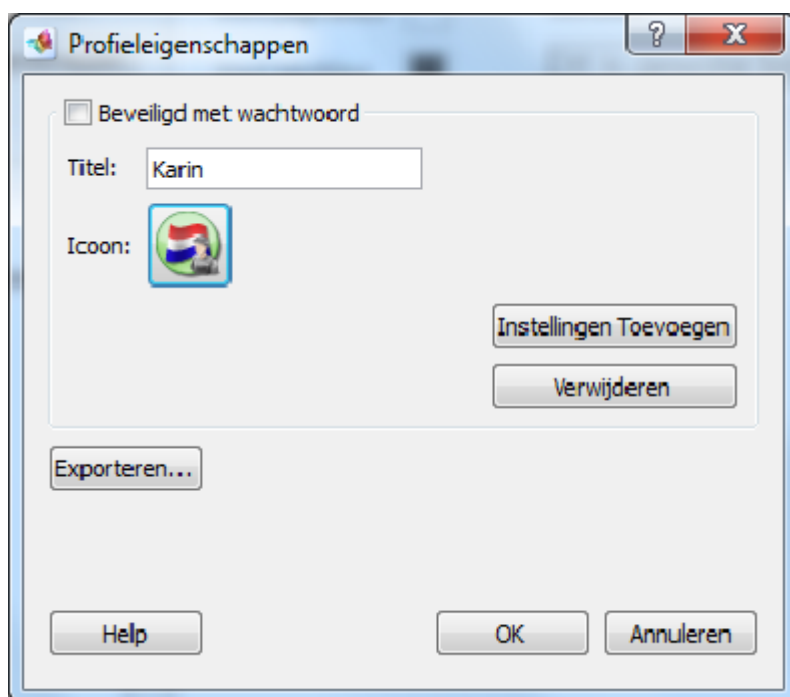 Profieleigenschappen
Beveiligd met wachtwoord
Titel: Karin
Icoon:
Instellingen Toevoegen
Verwijderen
Exporteren...
Help OK Annuleren